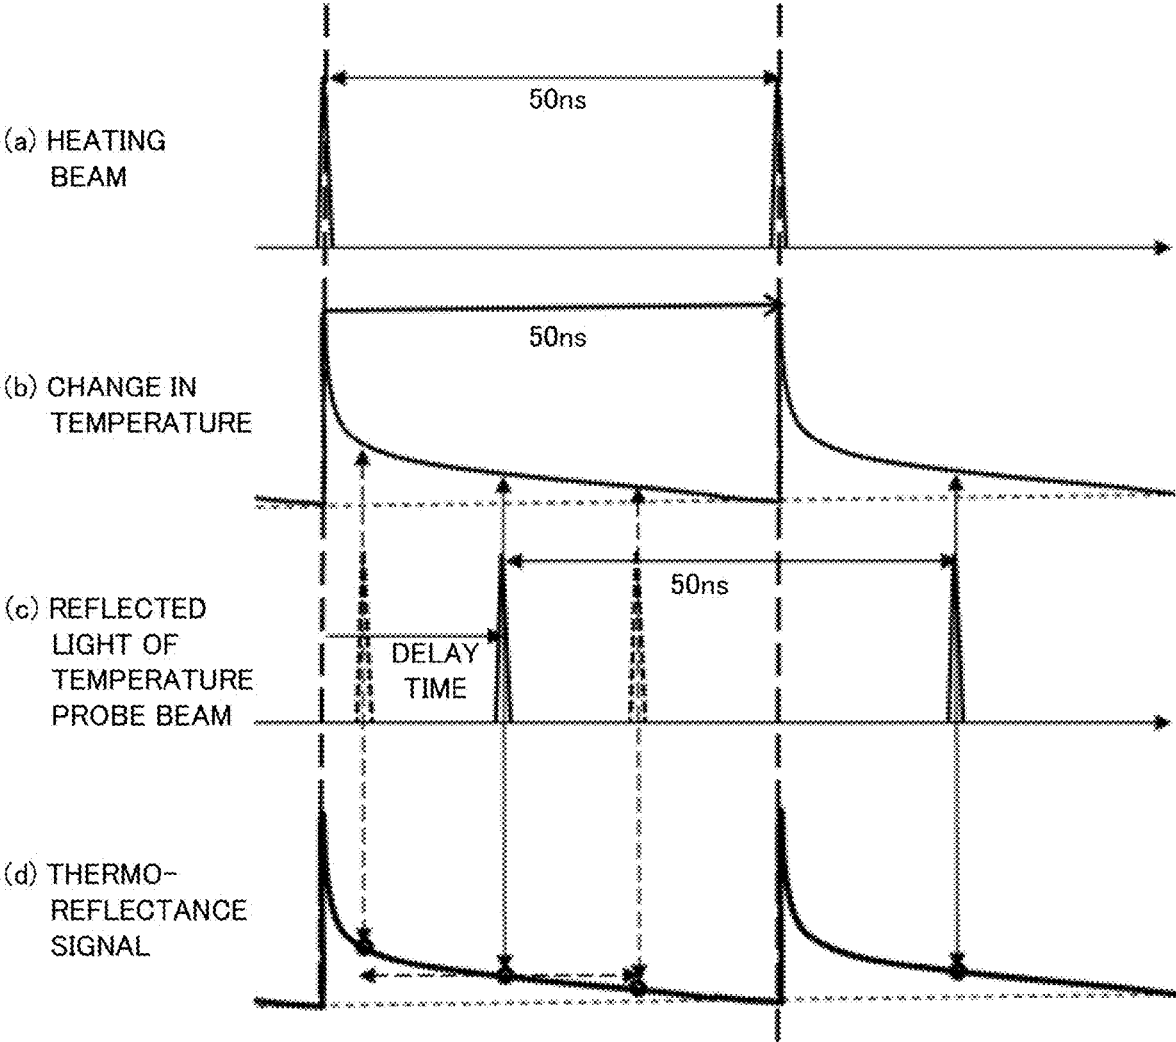 50ns
(a) HEATING
BEAM
50ns
(b) CHANGE IN
TEMPERATURE
50ns
(c) REFLECTED
LIGHT OF
TEMPERATURE
PROBE BEAM
DELAY
TIME
(d) THERMO-
REFLECTANCE
SIGNAL